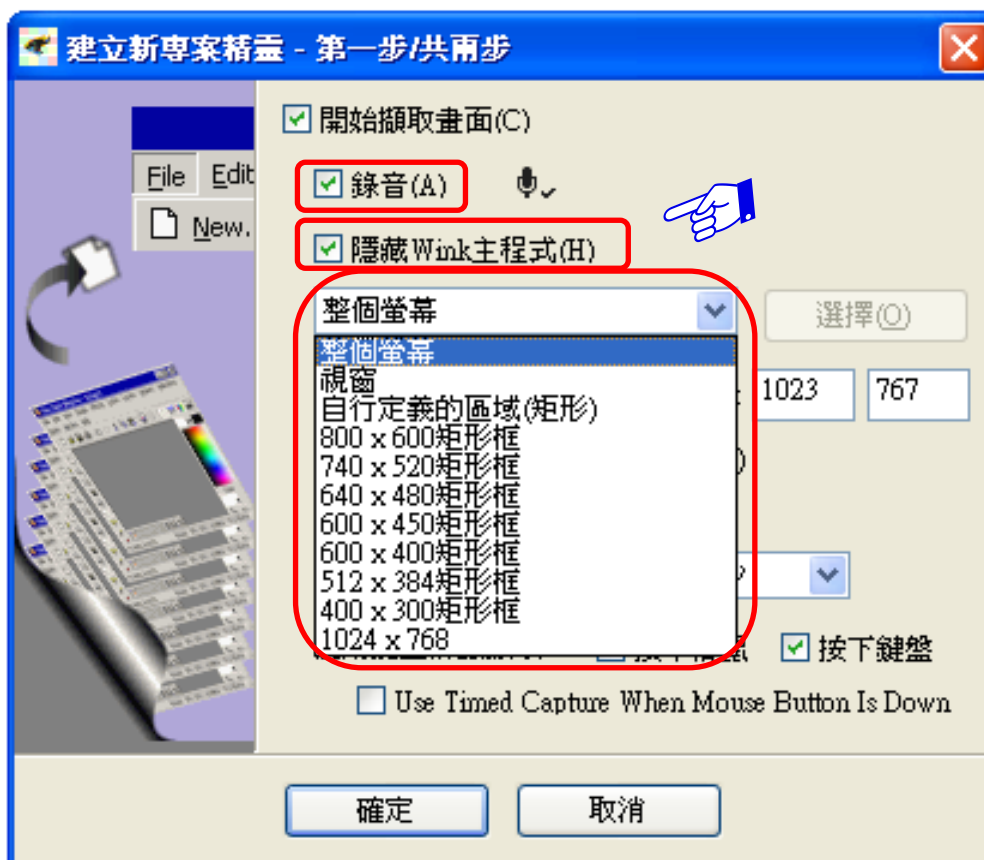 建立新專案精靈 - 第一步/共兩步
開始擷取畫面(C)
File Edit
錄音(A)
New.
隱藏Wink主程式(H)
整個螢幕
選擇(O)
整個螢幕
視窗
1023 767
自行定義的區域(矩形)
800 x 600矩形框
740 x 520矩形框
640 x 480矩形框
600 x 450矩形框
600 x 400矩形框
512 x 384矩形框
400 x 300矩形框
1024 x 768
按下鍵盤
Use Timed Capture When Mouse Button Is Down
確定 取消